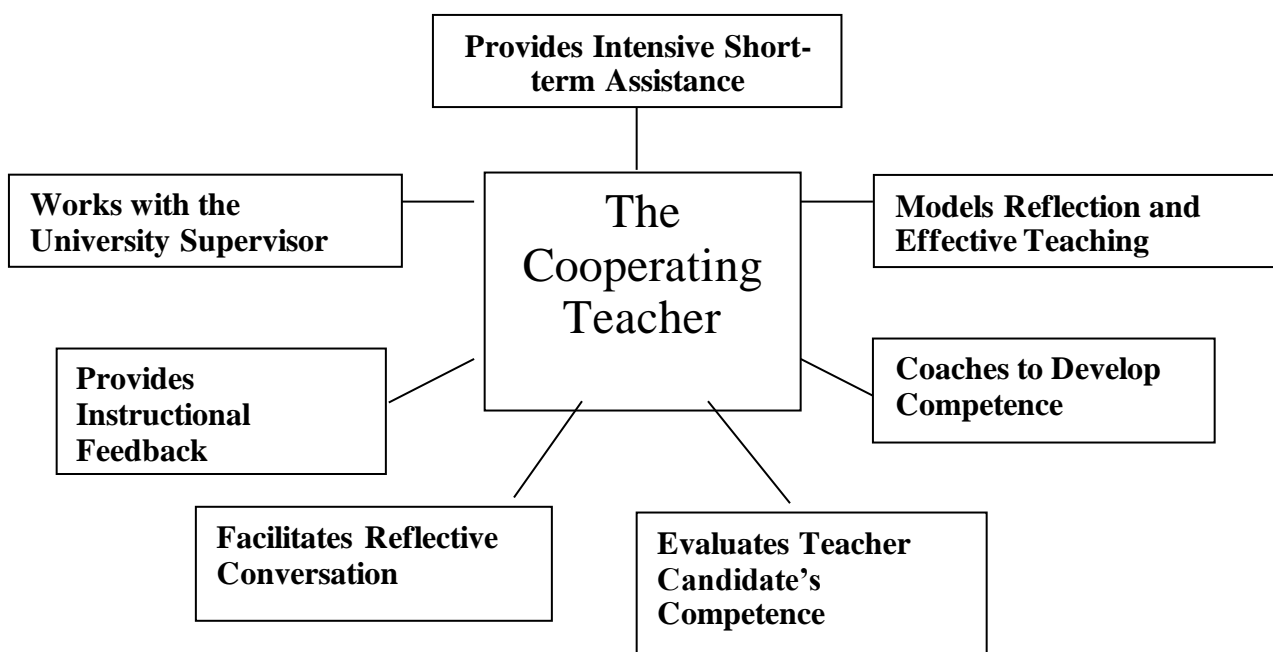 Provides Intensive Short-
term Assistance
Works with the
University Supervisor
The
Cooperating
Teacher
Models Reflection and
Effective Teaching
Provides
Instructional
Feedback
Coaches to Develop
Competence
Facilitates Reflective
Conversation
Evaluates Teacher
Candidate’s
Competence